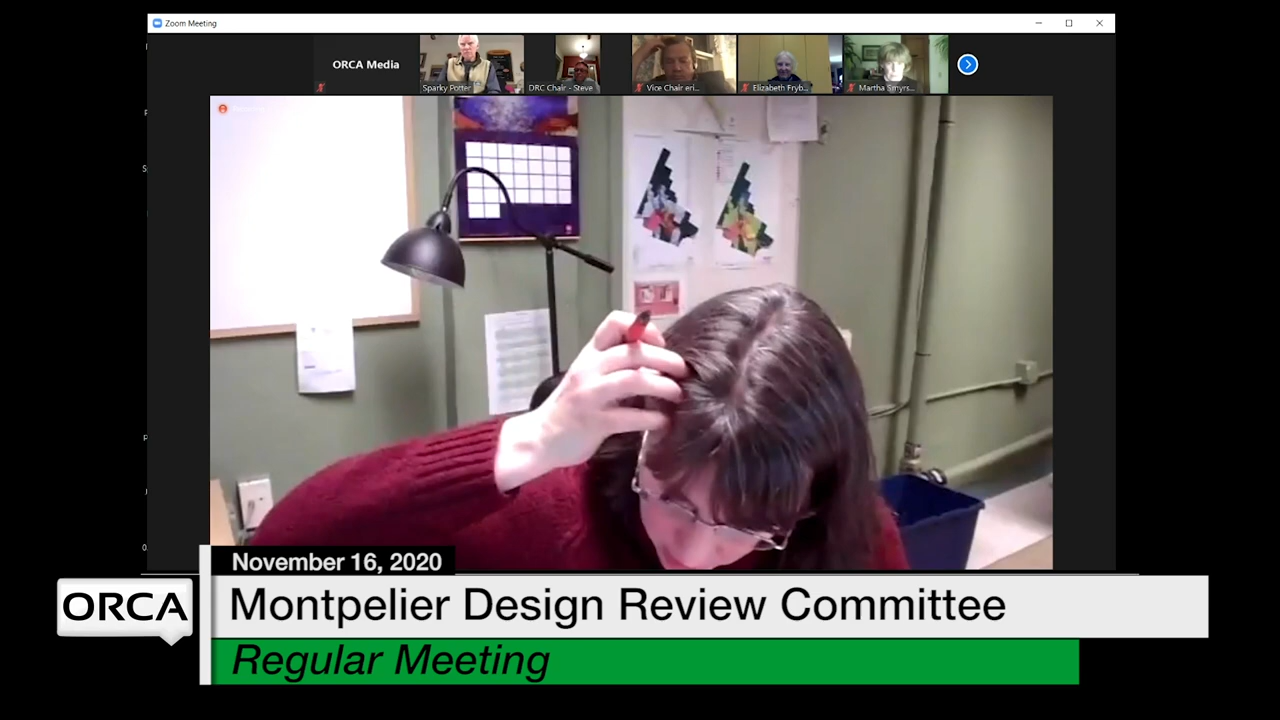 Zoom Meeting
ORCA Media
Sparky Potter
DRC Chair - Steve
Vice Chair eri...
Elizabeth Fryb...
Martha Smyrs...
November 16, 2020
ORCA
Montpelier Design Review Committee
Regular Meeting